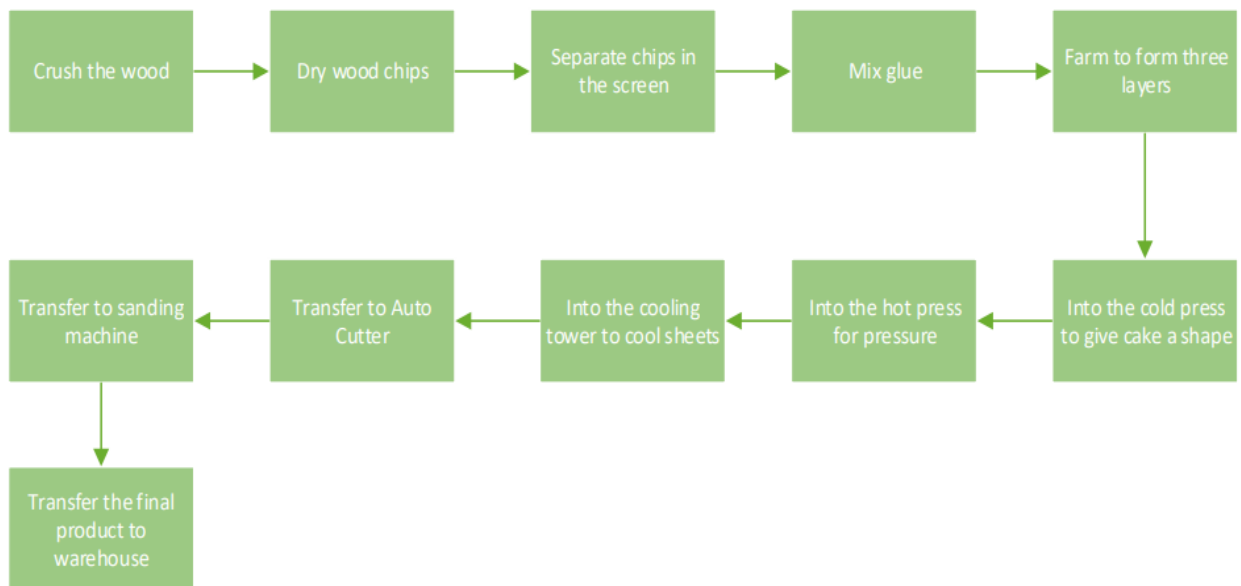 Crush the wood
Dry wood chips
Separate chips in
the screen
Mix glue
Farm to form three
layers
Into the cold press
to give cake a shape
Into the hot press
for pressure
Into the cooling
tower to cool sheets
Transfer to Auto
Cutter
Transfer to sanding
machine
Transfer the final
product to
warehouse